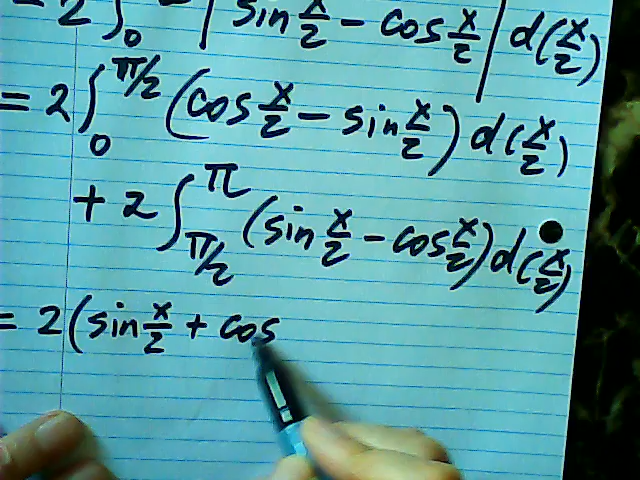 = 2 ∫₀^π |sin x/2 − cos x/2| d(x/2)
= 2 ∫₀^{π/2} (cos x/2 − sin x/2) d(x/2)
+ 2 ∫_{π/2}^{π} (sin x/2 − cos x/2) d(x/2)
= 2 (sin x/2 + cos